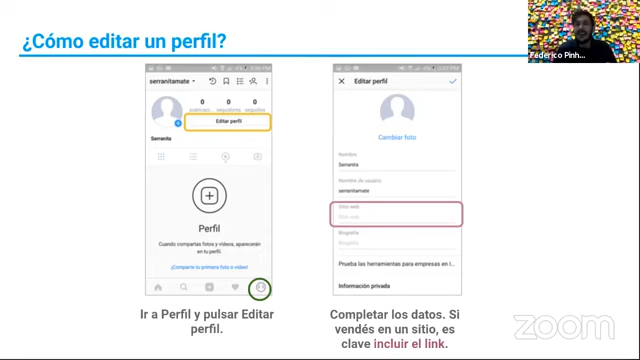 ¿Cómo editar un perfil?
Federico Pinh...
serranitamate
0 0 0
publicac... seguidores seguidos
Editar perfil
Serranita
Perfil
Cuando compartas fotos y videos, aparecerán
en tu perfil.
¡Comparte tu primera foto o video!
Ir a Perfil y pulsar Editar
perfil.
Editar perfil
Cambiar foto
Nombre
Serranita
Nombre de usuario
serranitamate
Sitio web
Sitio web
Biografía
Biografía
Prueba las herramientas para empresas en I...
Información privada
Completar los datos. Si
vendés en un sitio, es
clave incluir el link.
zoom